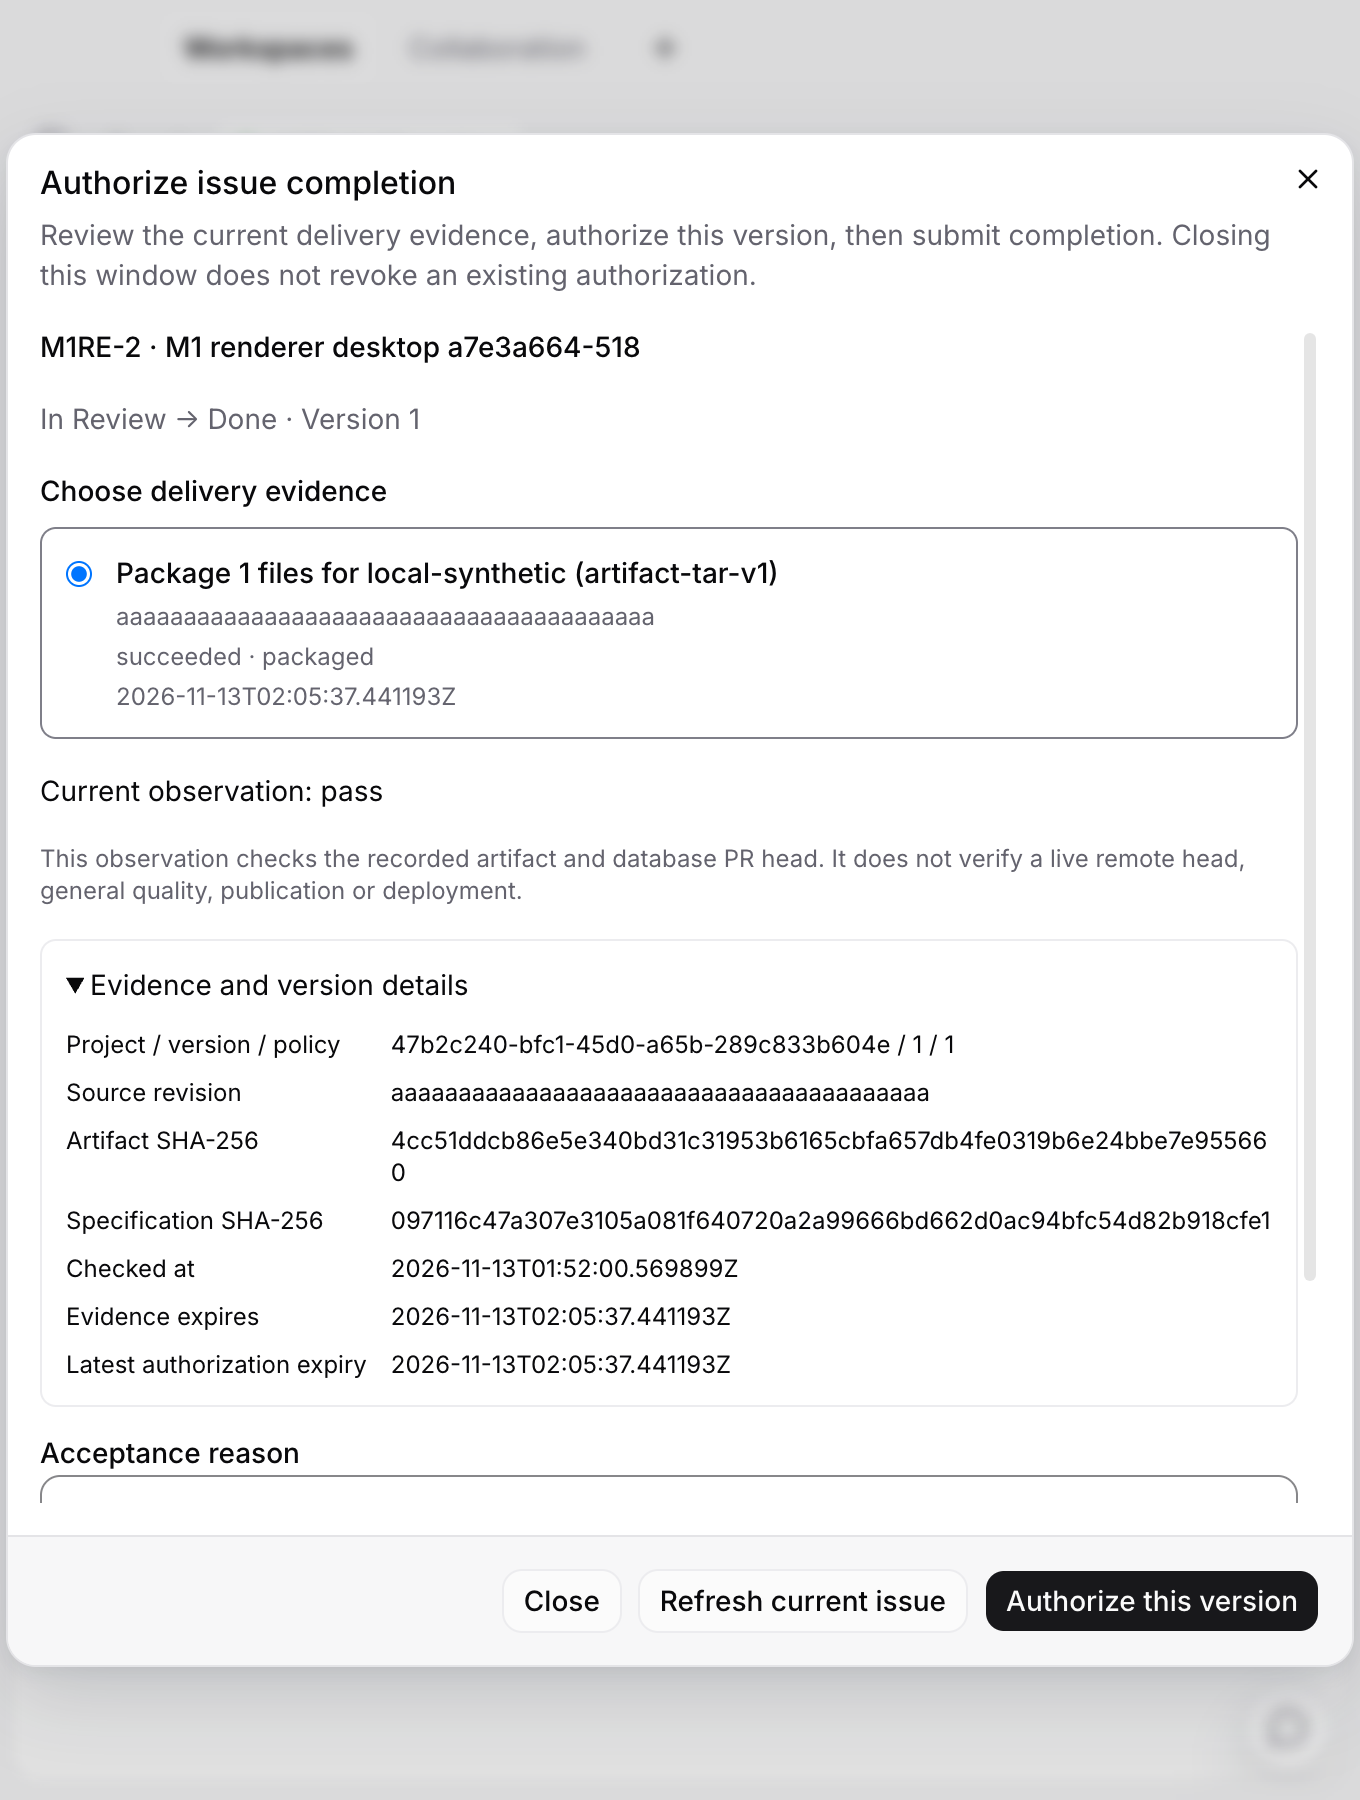 Workspaces Collaboration
Authorize issue completion
Review the current delivery evidence, authorize this version, then submit completion. Closing
this window does not revoke an existing authorization.
M1RE-2 · M1 renderer desktop a7e3a664-518
In Review → Done · Version 1
Choose delivery evidence
Package 1 files for local-synthetic (artifact-tar-v1)
aaaaaaaaaaaaaaaaaaaaaaaaaaaaaaaaaaaaaaaa
succeeded · packaged
2026-11-13T02:05:37.441193Z
Current observation: pass
This observation checks the recorded artifact and database PR head. It does not verify a live remote head,
general quality, publication or deployment.
▼ Evidence and version details
Project / version / policy 47b2c240-bfc1-45d0-a65b-289c833b604e / 1 / 1
Source revision aaaaaaaaaaaaaaaaaaaaaaaaaaaaaaaaaaaaaaaa
Artifact SHA-256 4cc51ddcb86e5e340bd31c31953b6165cbfa657db4fe0319b6e24bbe7e95566
0
Specification SHA-256 097116c47a307e3105a081f640720a2a99666bd662d0ac94bfc54d82b918cfe1
Checked at 2026-11-13T01:52:00.569899Z
Evidence expires 2026-11-13T02:05:37.441193Z
Latest authorization expiry 2026-11-13T02:05:37.441193Z
Acceptance reason
Close Refresh current issue Authorize this version